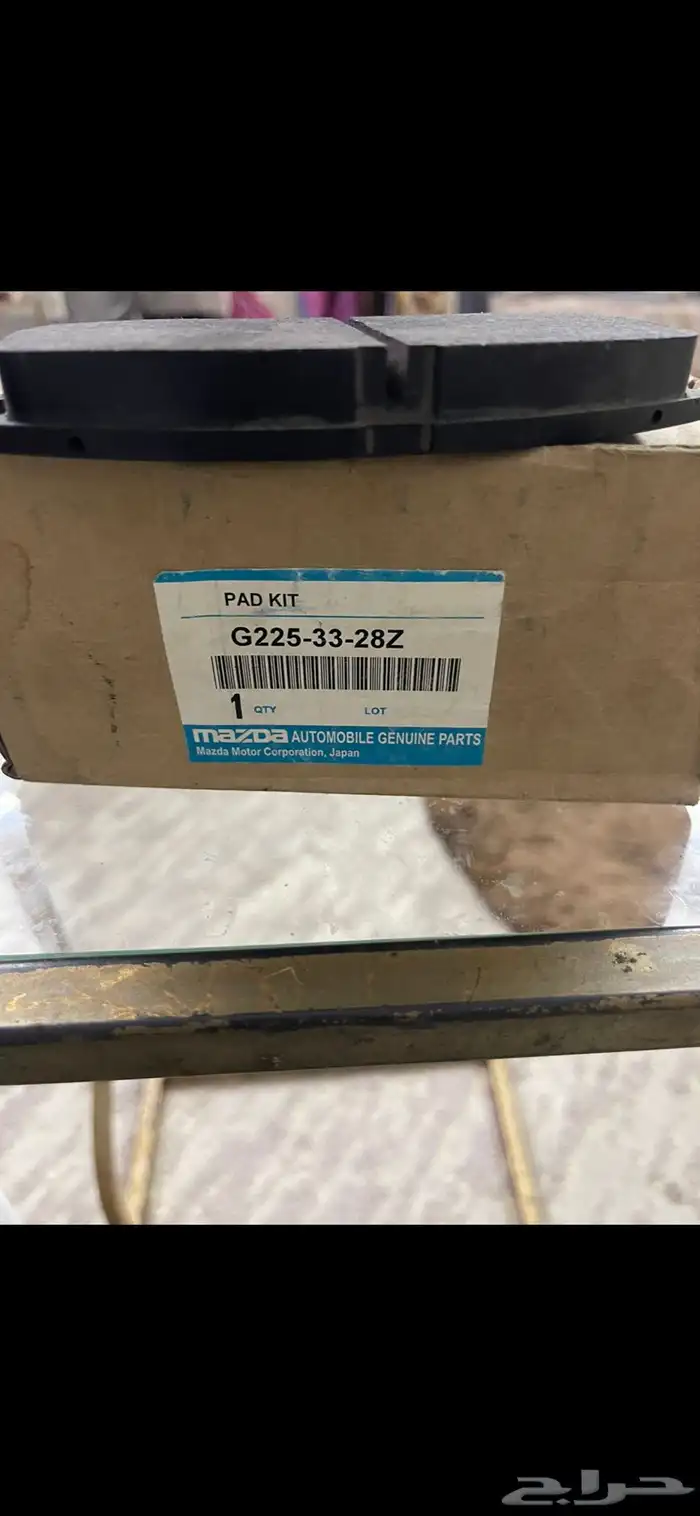 PAD KIT
G225-33-28Z
1 QTY LOT
mazda AUTOMOBILE GENUINE PARTS
Mazda Motor Corporation, Japan
حراج